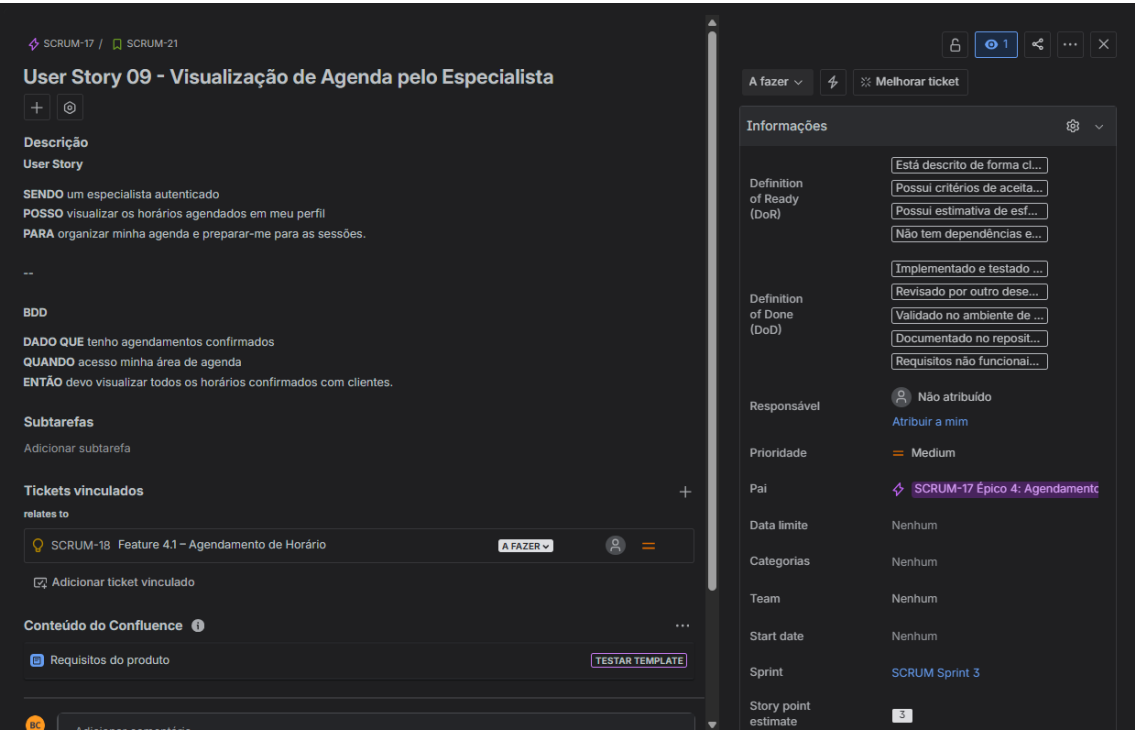 SCRUM-17 / SCRUM-21
User Story 09 - Visualização de Agenda pelo Especialista
Descrição
User Story
SENDO um especialista autenticado
POSSO visualizar os horários agendados em meu perfil
PARA organizar minha agenda e preparar-me para as sessões.
--
BDD
DADO QUE tenho agendamentos confirmados
QUANDO acesso minha área de agenda
ENTÃO devo visualizar todos os horários confirmados com clientes.
Subtarefas
Adicionar subtarefa
Tickets vinculados
relates to
SCRUM-18 Feature 4.1 – Agendamento de Horário A FAZER
Adicionar ticket vinculado
Conteúdo do Confluence
Requisitos do produto TESTAR TEMPLATE
BC
Adicionar comentário
1
A fazer
Melhorar ticket
Informações
Definition
of Ready
(DoR)
Está descrito de forma cl...
Possui critérios de aceita...
Possui estimativa de esf...
Não tem dependências e...
Definition
of Done
(DoD)
Implementado e testado ...
Revisado por outro dese...
Validado no ambiente de ...
Documentado no reposit...
Requisitos não funcionai...
Responsável
Não atribuído
Atribuir a mim
Prioridade
Medium
Pai
SCRUM-17 Épico 4: Agendamento
Data limite
Nenhum
Categorias
Nenhum
Team
Nenhum
Start date
Nenhum
Sprint
SCRUM Sprint 3
Story point
estimate
3